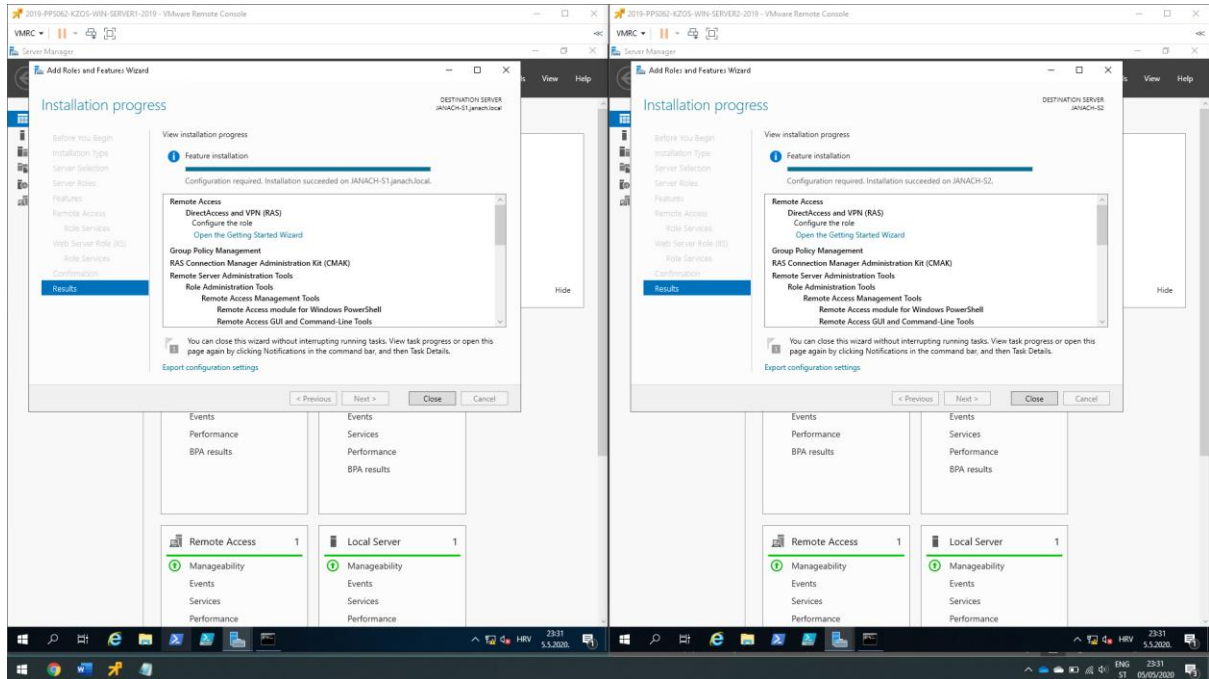 2019-PPS062-KZOS-WIN-SERVER1-2019 - VMware Remote Console
VMRC
Server Manager
View Help
Add Roles and Features Wizard
Installation progress
DESTINATION SERVER
JANACH-S1.janach.local
Before You Begin
Installation Type
Server Selection
Server Roles
Features
Remote Access
Role Services
Web Server Role (IIS)
Role Services
Confirmation
Results
View installation progress
Feature installation
Configuration required. Installation succeeded on JANACH-S1.janach.local.
Remote Access
DirectAccess and VPN (RAS)
Configure the role
Open the Getting Started Wizard
Group Policy Management
RAS Connection Manager Administration Kit (CMAK)
Remote Server Administration Tools
Role Administration Tools
Remote Access Management Tools
Remote Access module for Windows PowerShell
Remote Access GUI and Command-Line Tools
You can close this wizard without interrupting running tasks. View task progress or open this
page again by clicking Notifications in the command bar, and then Task Details.
Export configuration settings
< Previous Next > Close Cancel
Hide
Events
Performance
BPA results
Events
Services
Performance
BPA results
Remote Access 1
Manageability
Events
Services
Performance
Local Server 1
Manageability
Events
Services
Performance
HRV
23:31
5.5.2020.
2019-PPS062-KZOS-WIN-SERVER2-2019 - VMware Remote Console
VMRC
Server Manager
View Help
Add Roles and Features Wizard
Installation progress
DESTINATION SERVER
JANACH-S2
Before You Begin
Installation Type
Server Selection
Server Roles
Features
Remote Access
Role Services
Web Server Role (IIS)
Role Services
Confirmation
Results
View installation progress
Feature installation
Configuration required. Installation succeeded on JANACH-S2.
Remote Access
DirectAccess and VPN (RAS)
Configure the role
Open the Getting Started Wizard
Group Policy Management
RAS Connection Manager Administration Kit (CMAK)
Remote Server Administration Tools
Role Administration Tools
Remote Access Management Tools
Remote Access module for Windows PowerShell
Remote Access GUI and Command-Line Tools
You can close this wizard without interrupting running tasks. View task progress or open this
page again by clicking Notifications in the command bar, and then Task Details.
Export configuration settings
< Previous Next > Close Cancel
Hide
Events
Performance
BPA results
Events
Services
Performance
BPA results
Remote Access 1
Manageability
Events
Services
Performance
Local Server 1
Manageability
Events
Services
Performance
HRV
23:31
5.5.2020.
ENG
ST
23:31
05/05/2020